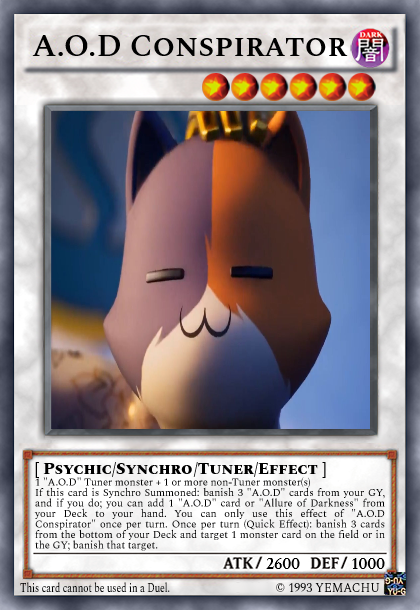 A.O.D Conspirator
DARK
闇
[ Psychic/Synchro/Tuner/Effect ]
1 "A.O.D" Tuner monster + 1 or more non-Tuner monster(s)
If this card is Synchro Summoned: banish 3 "A.O.D" cards from your GY,
and if you do; you can add 1 "A.O.D" card or "Allure of Darkness" from
your Deck to your hand. You can only use this effect of "A.O.D
Conspirator" once per turn. Once per turn (Quick Effect): banish 3 cards
from the bottom of your Deck and target 1 monster card on the field or in
the GY; banish that target.
ATK / 2600 DEF / 1000
This card cannot be used in a Duel.
© 1993 YEMACHU